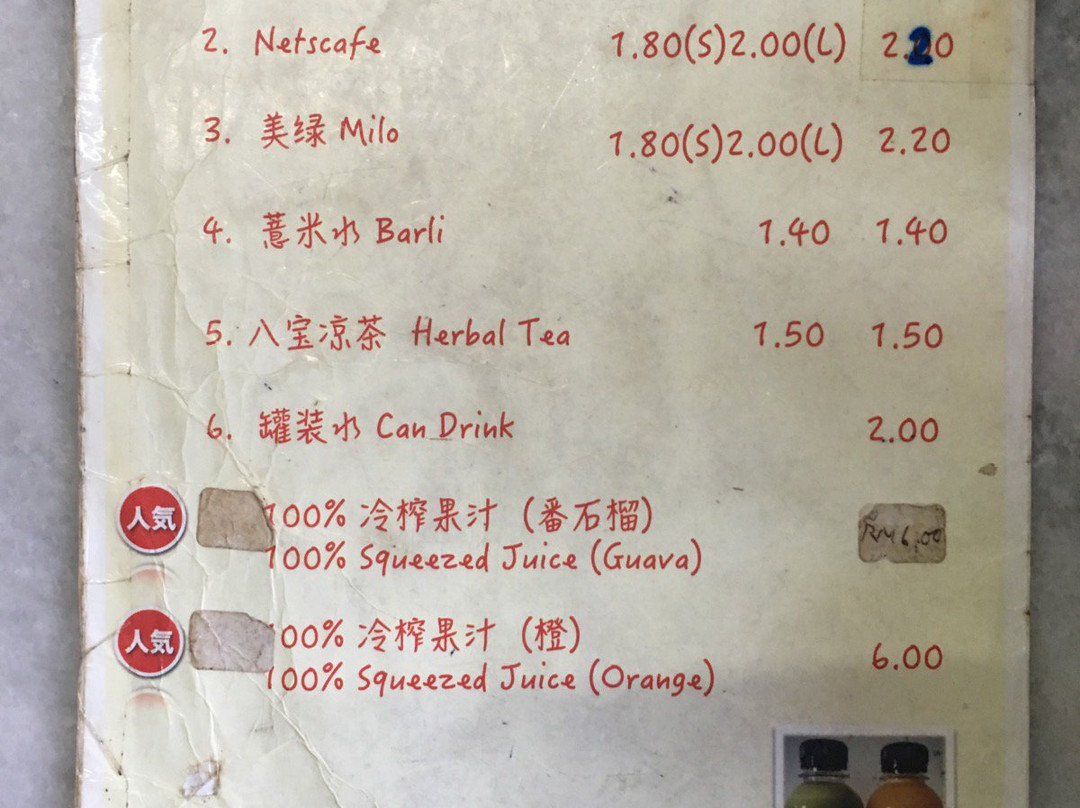 2. Netscafe 1.80(S)2.00(L) 2.20
3. 美绿 Milo 1.80(S)2.00(L) 2.20
4. 薏米水 Barli 1.40 1.40
5. 八宝凉茶 Herbal Tea 1.50 1.50
6. 罐装水 Can Drink 2.00
人気 100% 冷榨果汁 (番石榴) RM6.00
100% Squeezed Juice (Guava)
人気 100% 冷榨果汁 (橙) 6.00
100% Squeezed Juice (Orange)